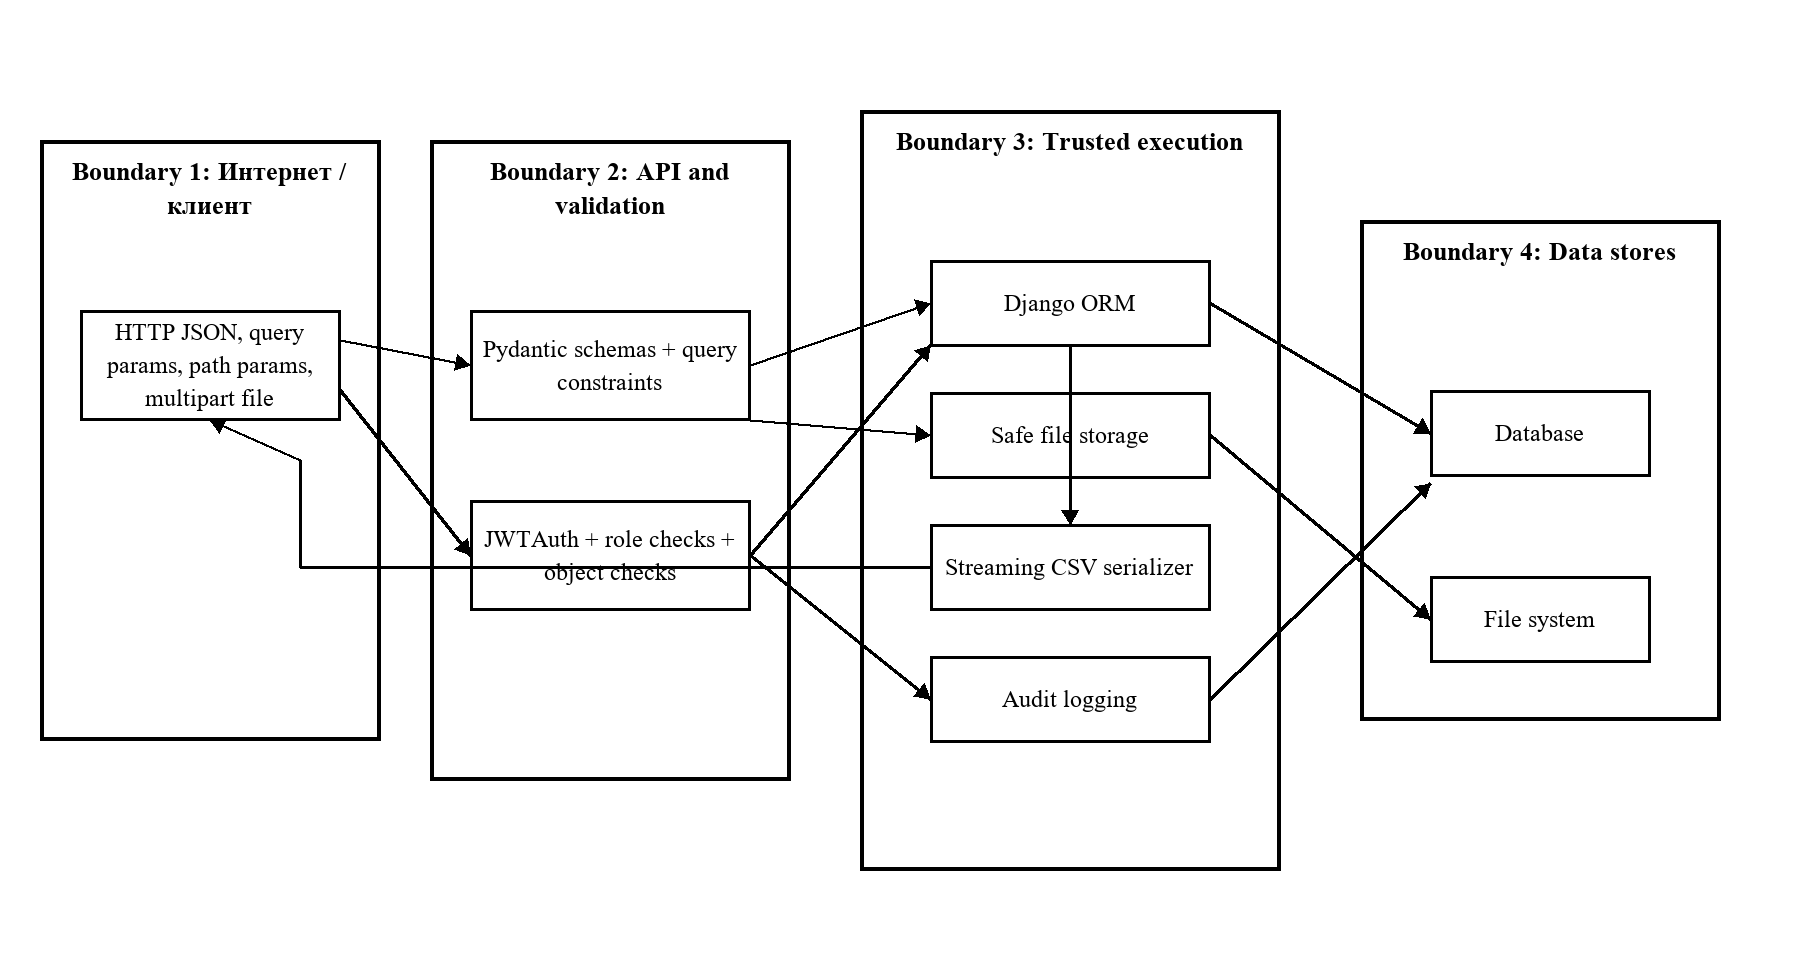 Boundary 1: Интернет /
клиент
HTTP JSON, query
params, path params,
multipart file
Boundary 2: API and
validation
Pydantic schemas + query
constraints
JWTAuth + role checks +
object checks
Boundary 3: Trusted execution
Django ORM
Safe file storage
Streaming CSV serializer
Audit logging
Boundary 4: Data stores
Database
File system